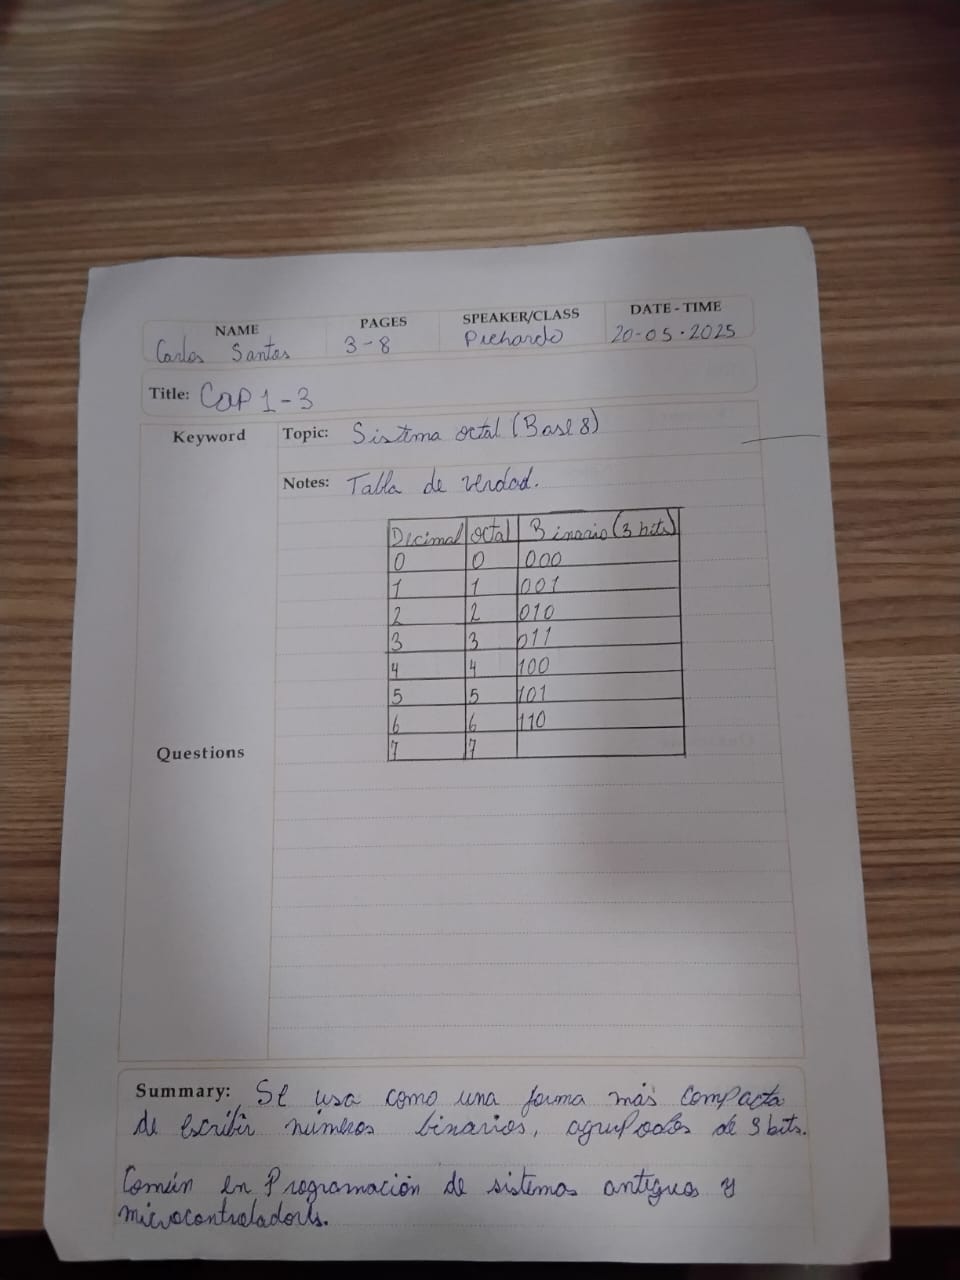 NAME PAGES SPEAKER/CLASS DATE - TIME
Carlos Santos 3-8 Pichardo 20-05-2025
Title: Cap 1-3
Keyword
Topic: Sistema octal (Base 8)
Notes: Tabla de verdad.
Decimal octal Binario (3 bits)
0 0 000
1 1 001
2 2 010
3 3 011
4 4 100
5 5 101
6 6 110
7 7
Questions
Summary: Se usa como una forma más compacta
de escribir números binarios, agrupados de 3 bits.
Común en Programación de sistemas antiguos y
microcontroladores.